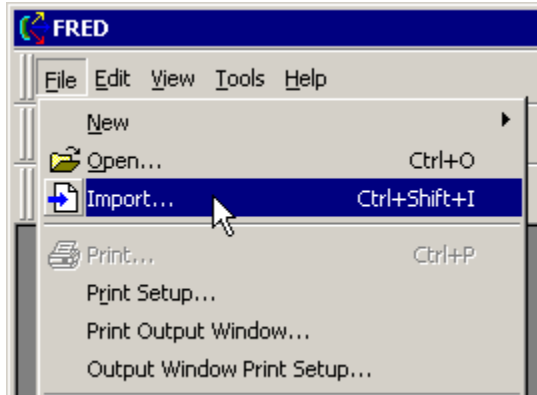 FRED
File Edit View Tools Help
New
Open... Ctrl+O
Import... Ctrl+Shift+I
Print... Ctrl+P
Print Setup...
Print Output Window...
Output Window Print Setup...